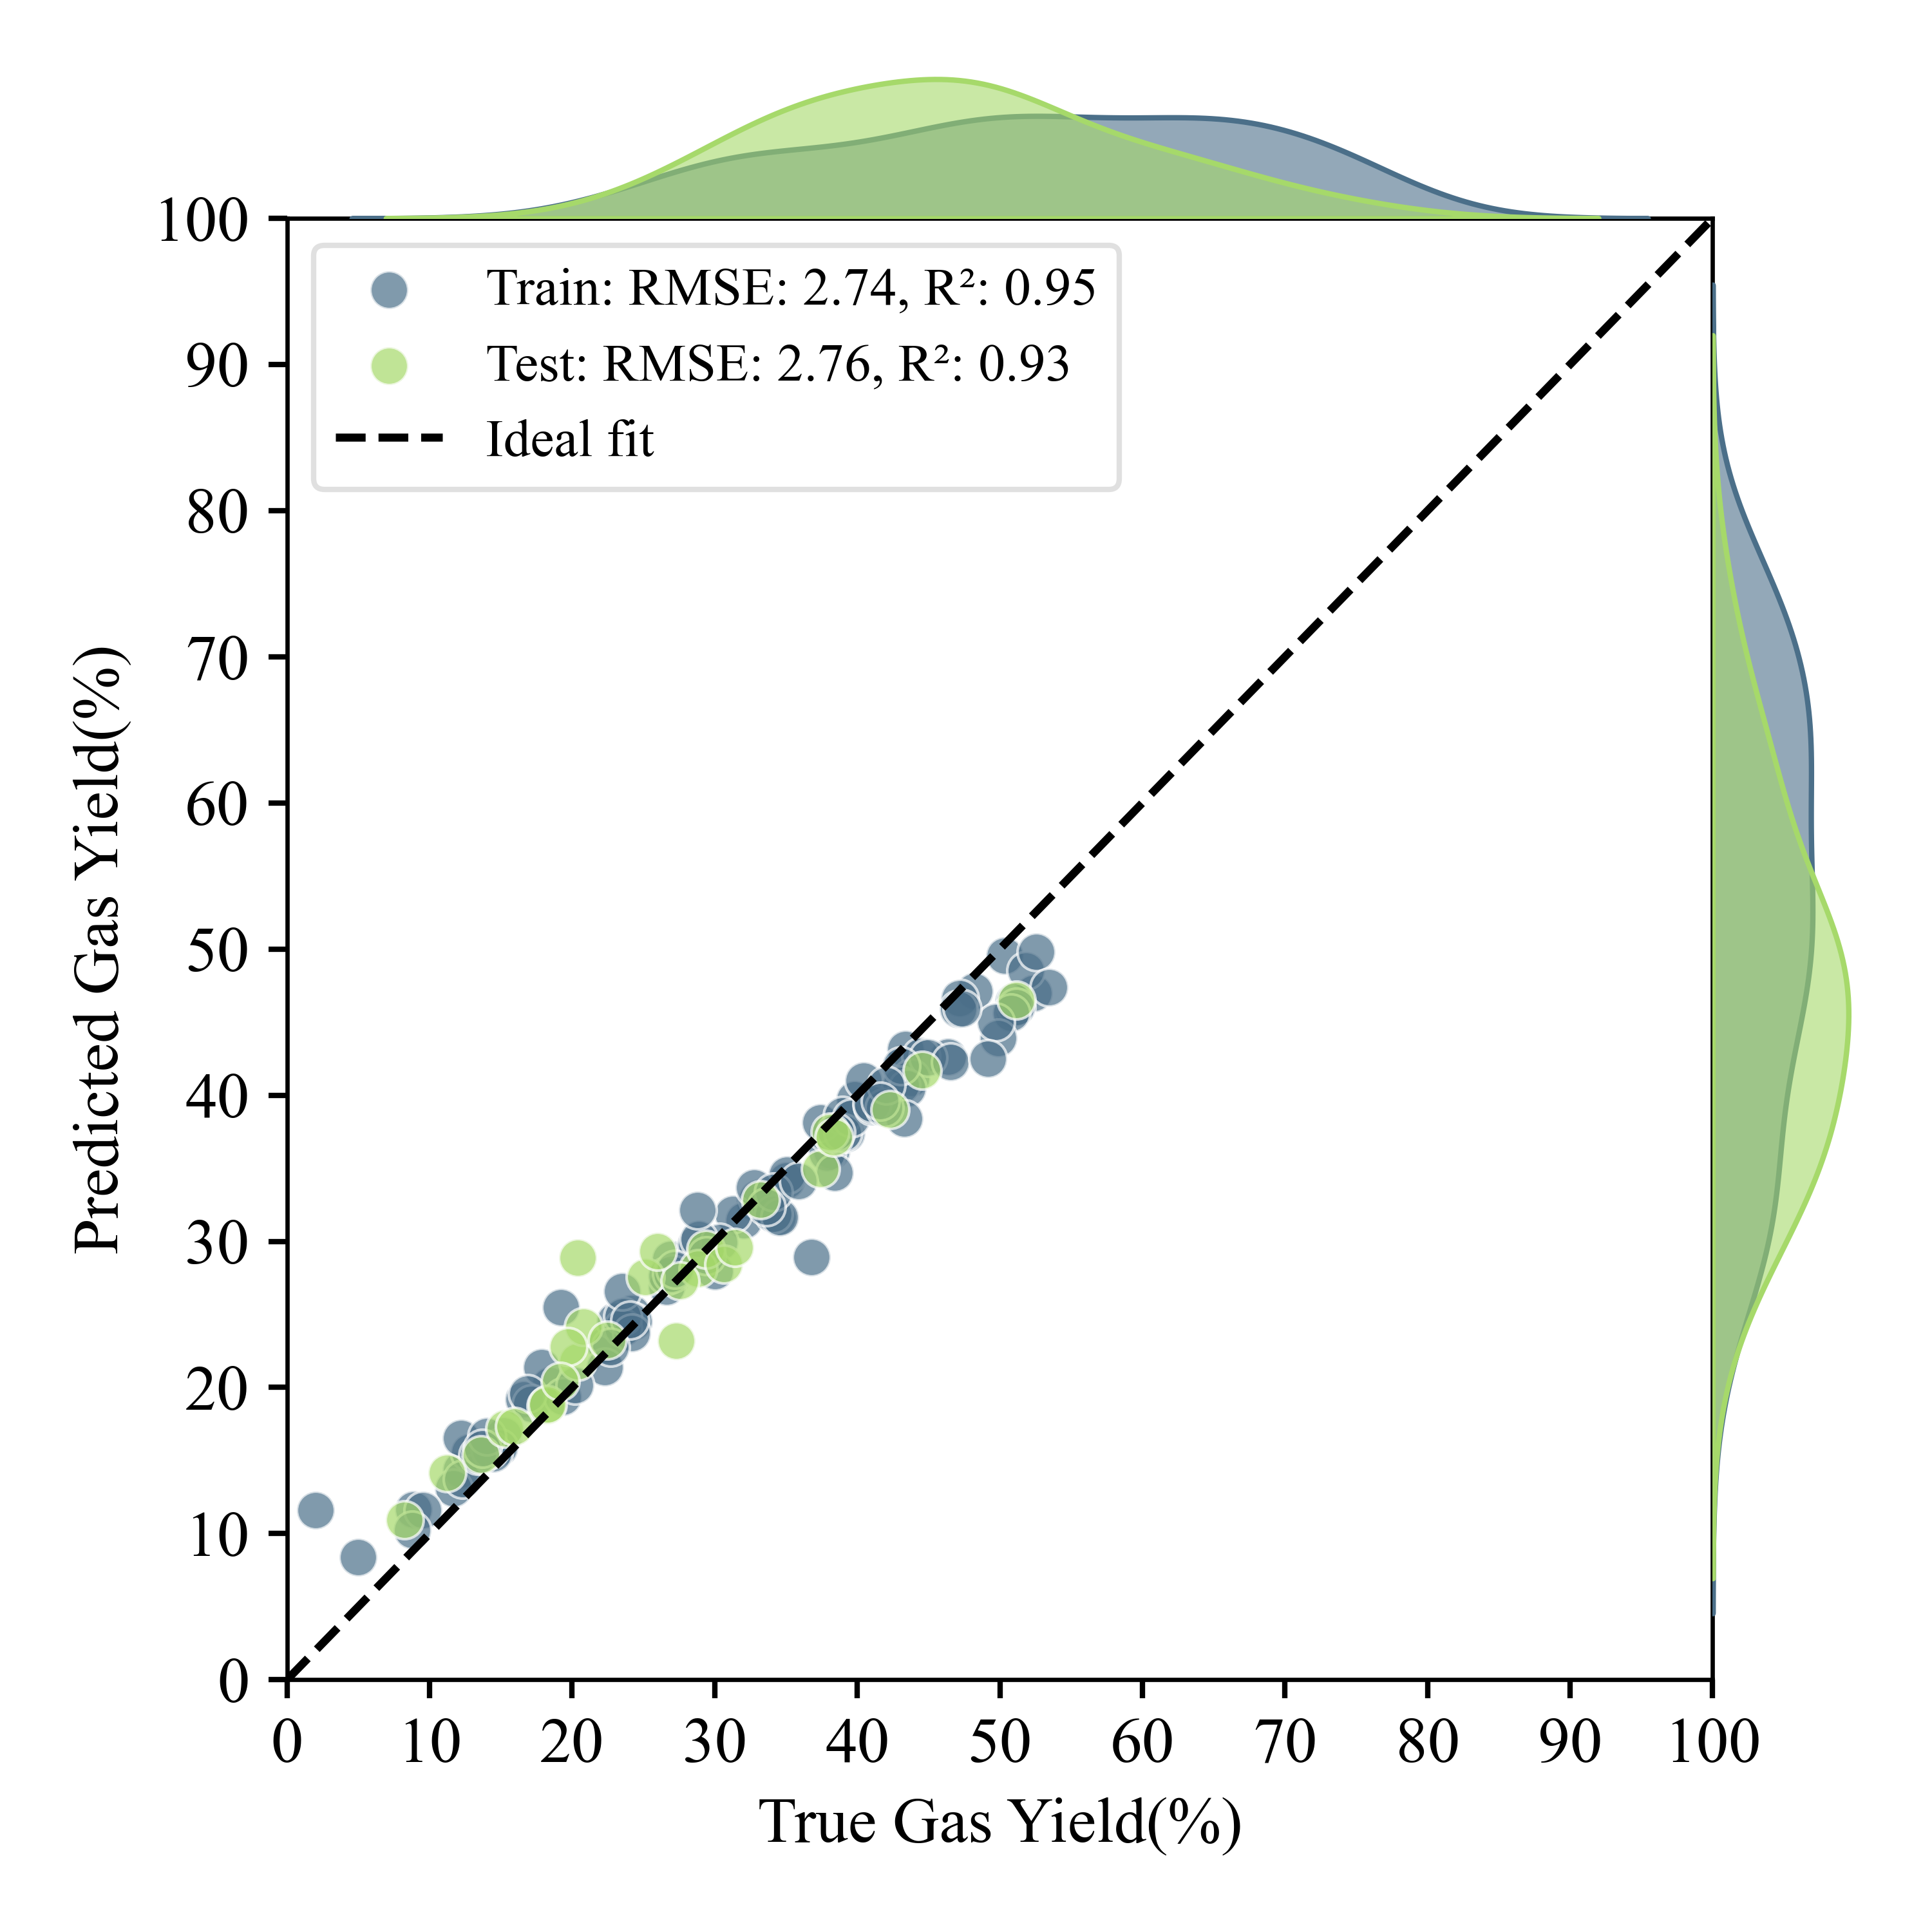 Train: RMSE: 2.74, R²: 0.95
Test: RMSE: 2.76, R²: 0.93
Ideal fit
Predicted Gas Yield(%)
100
90
80
70
60
50
40
30
20
10
0
0 10 20 30 40 50 60 70 80 90 100
True Gas Yield(%)